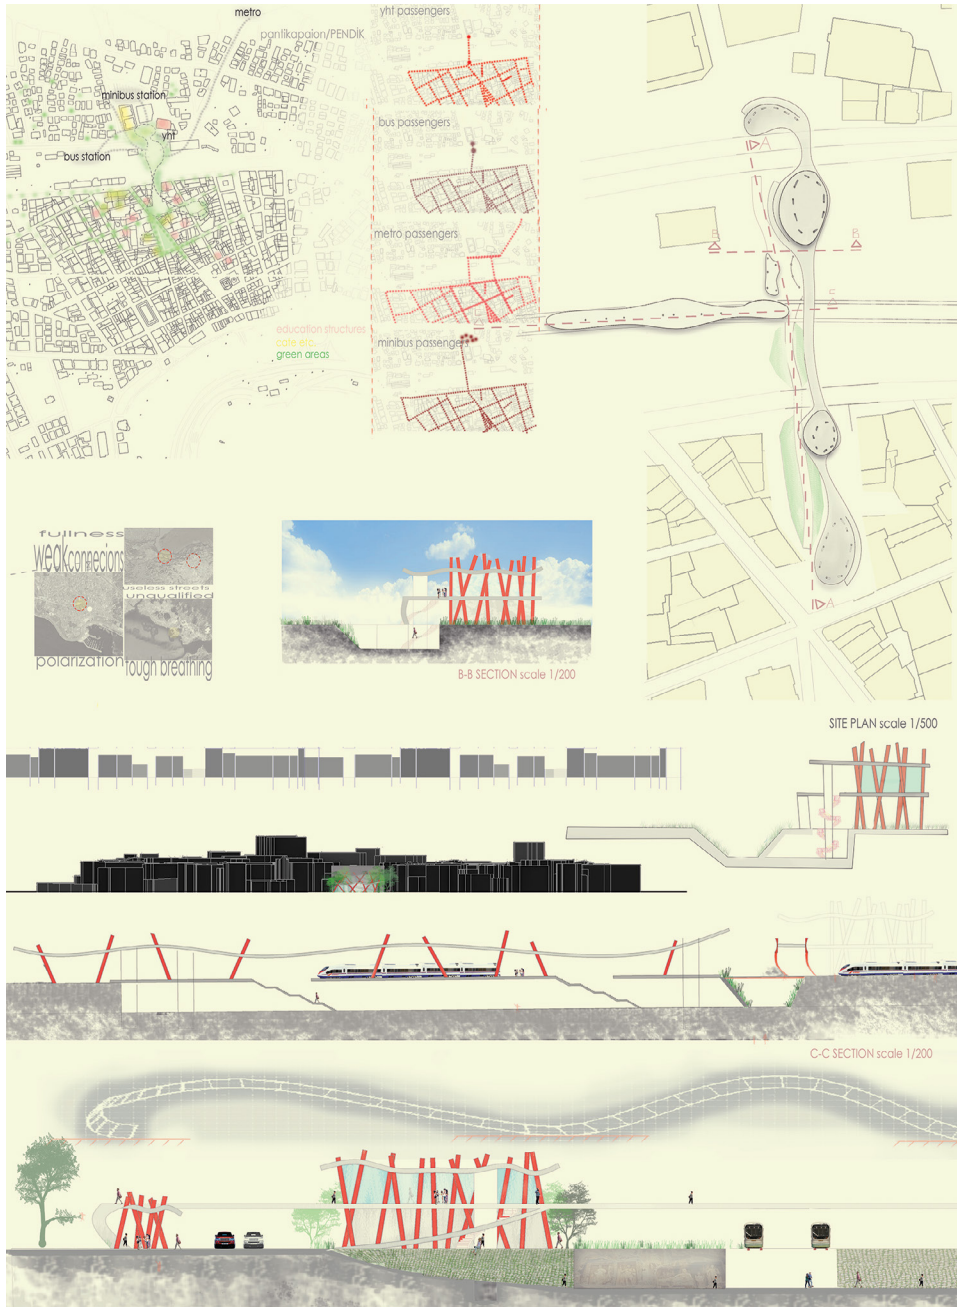 metro
pantikapaion/PENDİK
minibus station
yht
bus station
education structures
cafe etc.
green areas
yht passengers
bus passengers
metro passengers
minibus passengers
A
B
B
C
A
fullness
weak connecions
useless streets
unqualified
polarization
tough breathing
B-B SECTION scale 1/200
SITE PLAN scale 1/500
C-C SECTION scale 1/200